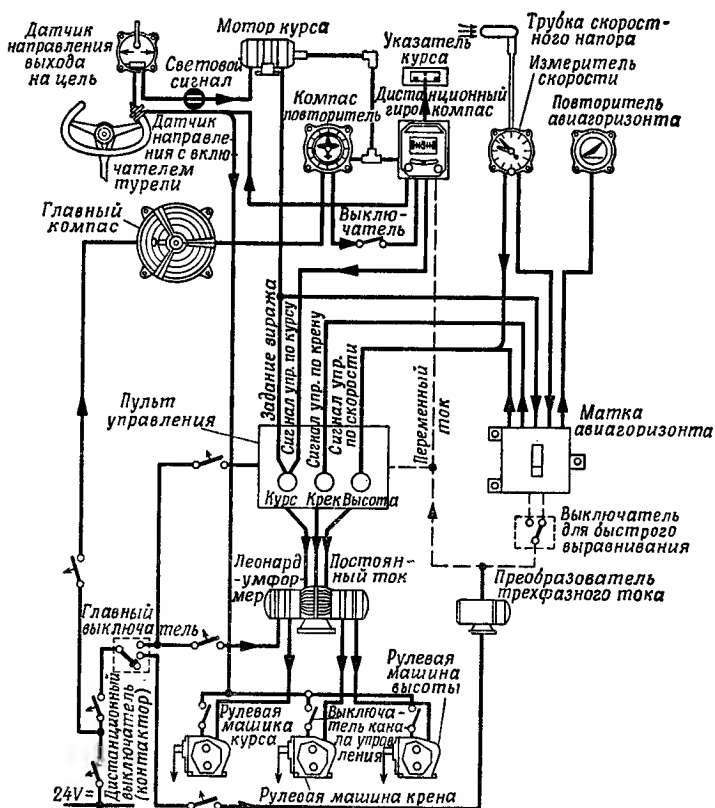 Датчик
направления
выхода
на цель
Мотор курса
Световой
сигнал
Указатель
курса
Трубка скорост-
ного напора
Измеритель
скорости
Повторитель
авиагоризонта
Компас
повторитель
Дистанционный
гирокомпас
Датчик
направле-
ния с вклю-
чателем
турели
Главный
компас
Выклю-
чатель
Задание виража
Сигнал упр. по курсу
Сигнал упр. по крену
Сигнал упр.
по скорости
Переменный
ток
Пульт
управления
Матка
авиагоризонта
Курс
Крек
Высота
Выключатель
для быстрого
выравнивания
Леонард
-умфор-
мер
Постоян-
ный ток
Преобразователь
трехфазного тока
Главный
выключатель
Дистанционный
выключатель
(контактор)
Рулевая
машика
курса
Выключа-
тель кана-
ла управ-
ления
Рулевая
машина
высоты
24V=
Рулевая машина крена